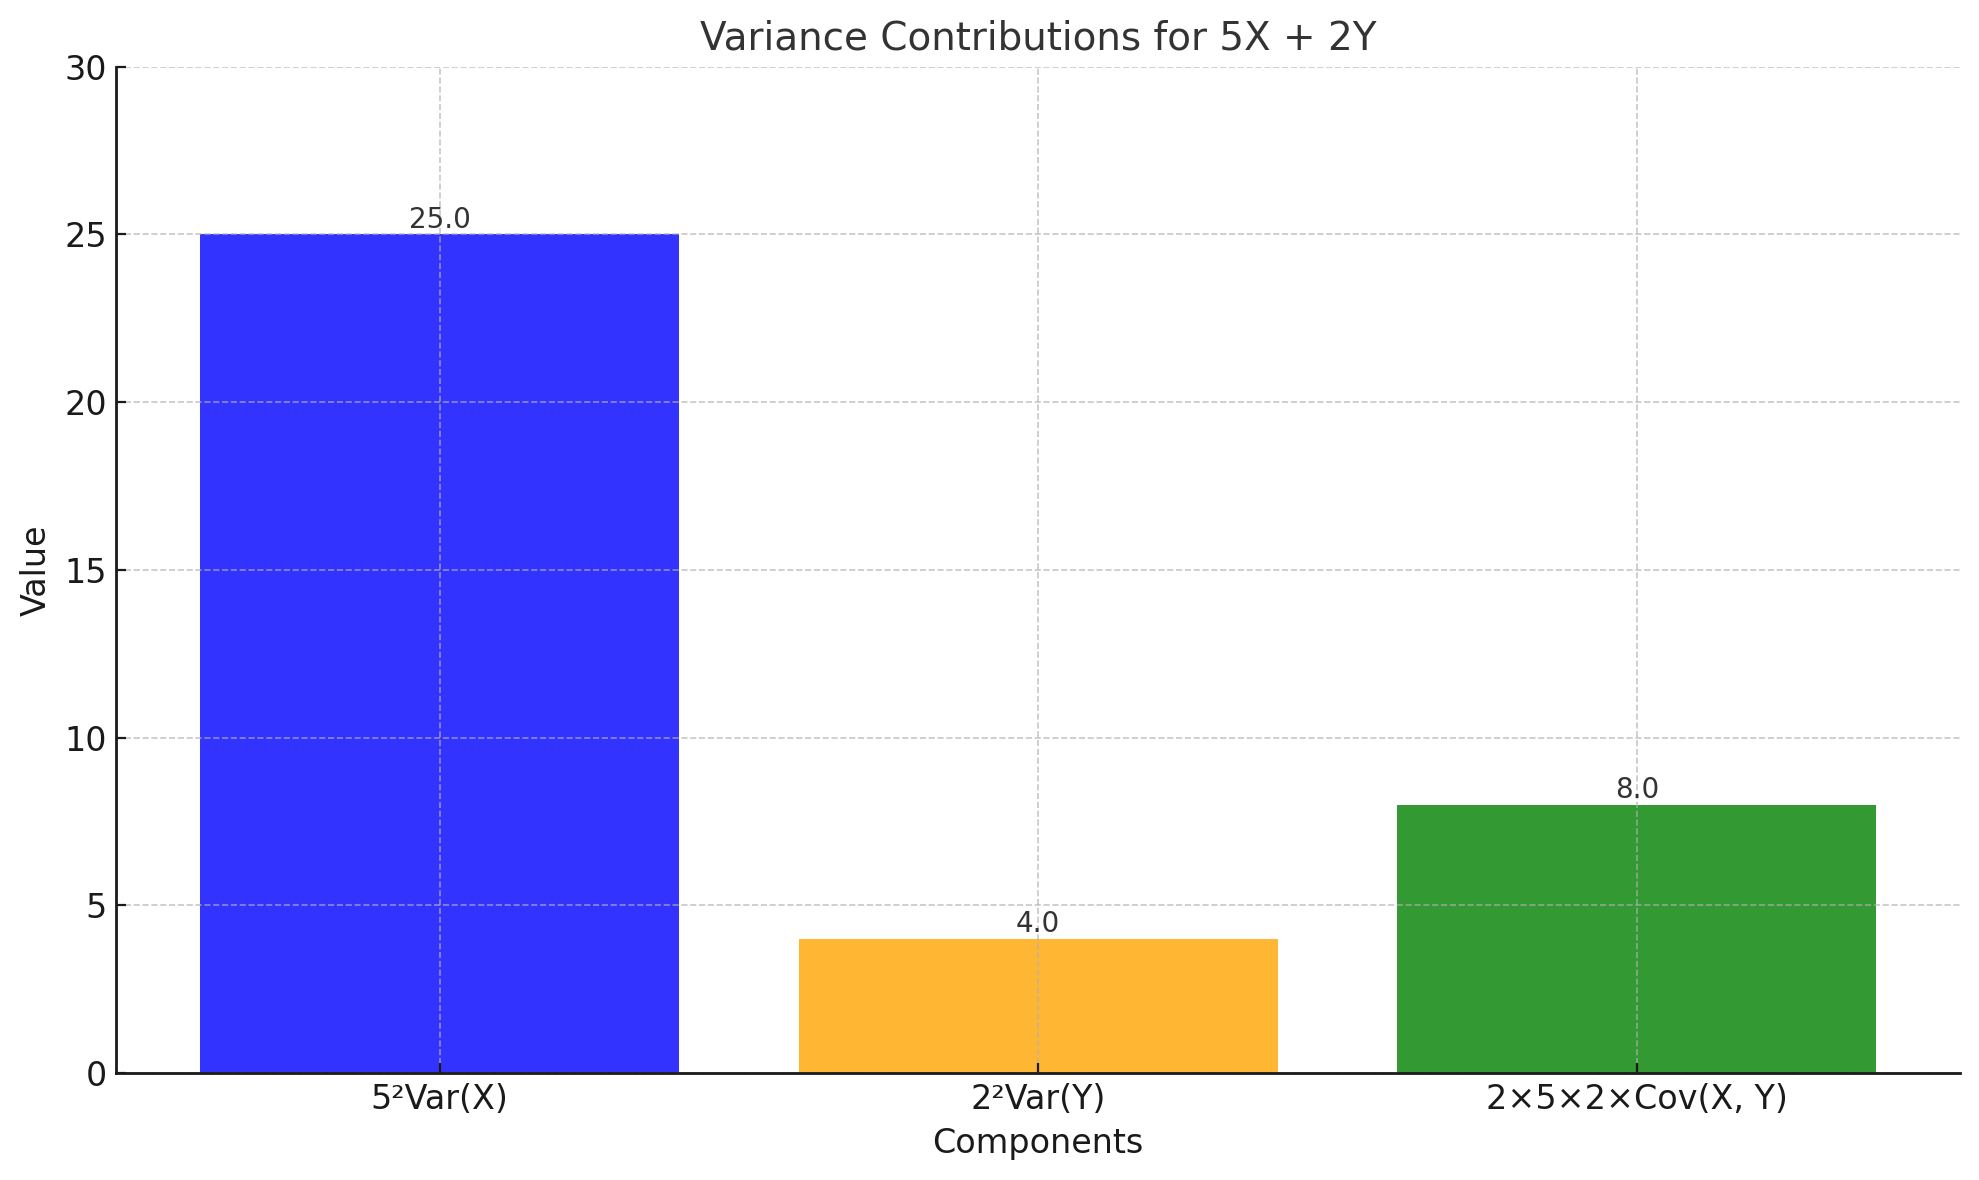 Variance Contributions for 5X + 2Y
30
25.0
25
20
15
Value
10
8.0
5
4.0
0
5²Var(X)
2²Var(Y)
2×5×2×Cov(X, Y)
Components